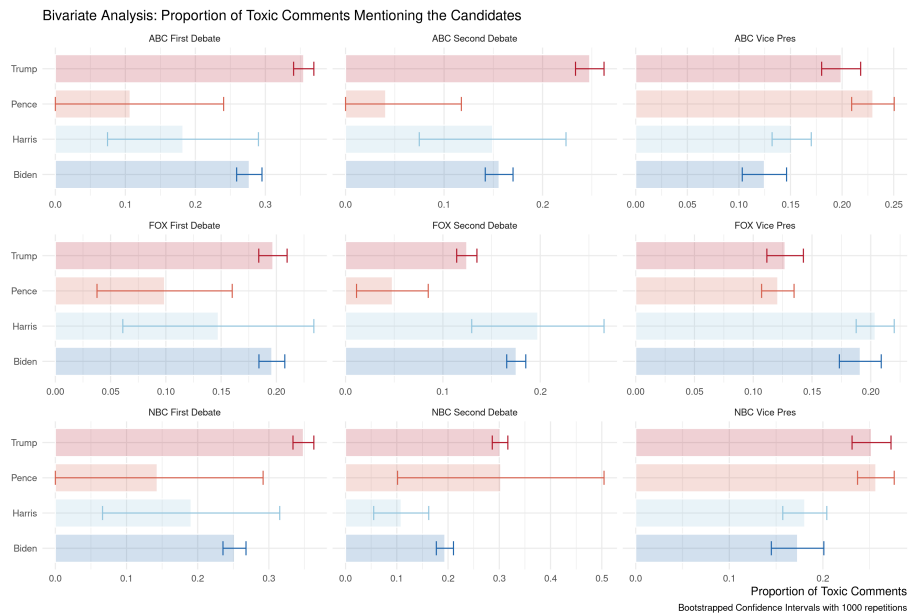 Bivariate Analysis: Proportion of Toxic Comments Mentioning the Candidates
ABC First Debate ABC Second Debate ABC Vice Pres
Trump
Pence
Harris
Biden
0.0 0.1 0.2 0.3 0.0 0.1 0.2 0.00 0.05 0.10 0.15 0.20 0.25
FOX First Debate FOX Second Debate FOX Vice Pres
Trump
Pence
Harris
Biden
0.00 0.05 0.10 0.15 0.20 0.0 0.1 0.2 0.00 0.05 0.10 0.15 0.20
NBC First Debate NBC Second Debate NBC Vice Pres
Trump
Pence
Harris
Biden
0.0 0.1 0.2 0.3 0.0 0.1 0.2 0.3 0.4 0.5 0.0 0.1 0.2
Proportion of Toxic Comments
Bootstrapped Confidence Intervals with 1000 repetitions